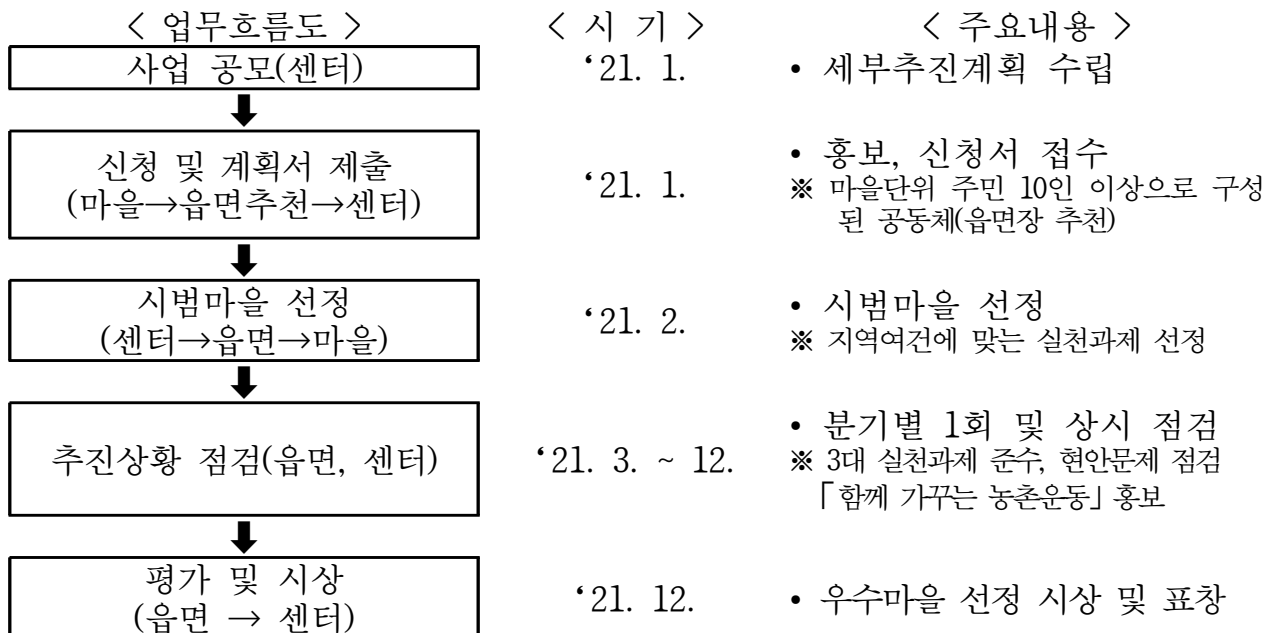 < 업무흐름도 > < 시 기 > < 주요내용 >
사업 공모(센터) ‘21. 1. • 세부추진계획 수립
신청 및 계획서 제출
(마을→읍면추천→센터)
‘21. 1.
• 홍보, 신청서 접수
※ 마을단위 주민 10인 이상으로 구성
된 공동체(읍면장 추천)
시범마을 선정
(센터→읍면→마을)
‘21. 2.
• 시범마을 선정
※ 지역여건에 맞는 실천과제 선정
추진상황 점검(읍면, 센터)
‘21. 3. ~ 12.
• 분기별 1회 및 상시 점검
※ 3대 실천과제 준수, 현안문제 점검
「함께 가꾸는 농촌운동」 홍보
평가 및 시상
(읍면 → 센터)
‘21. 12.
• 우수마을 선정 시상 및 표창